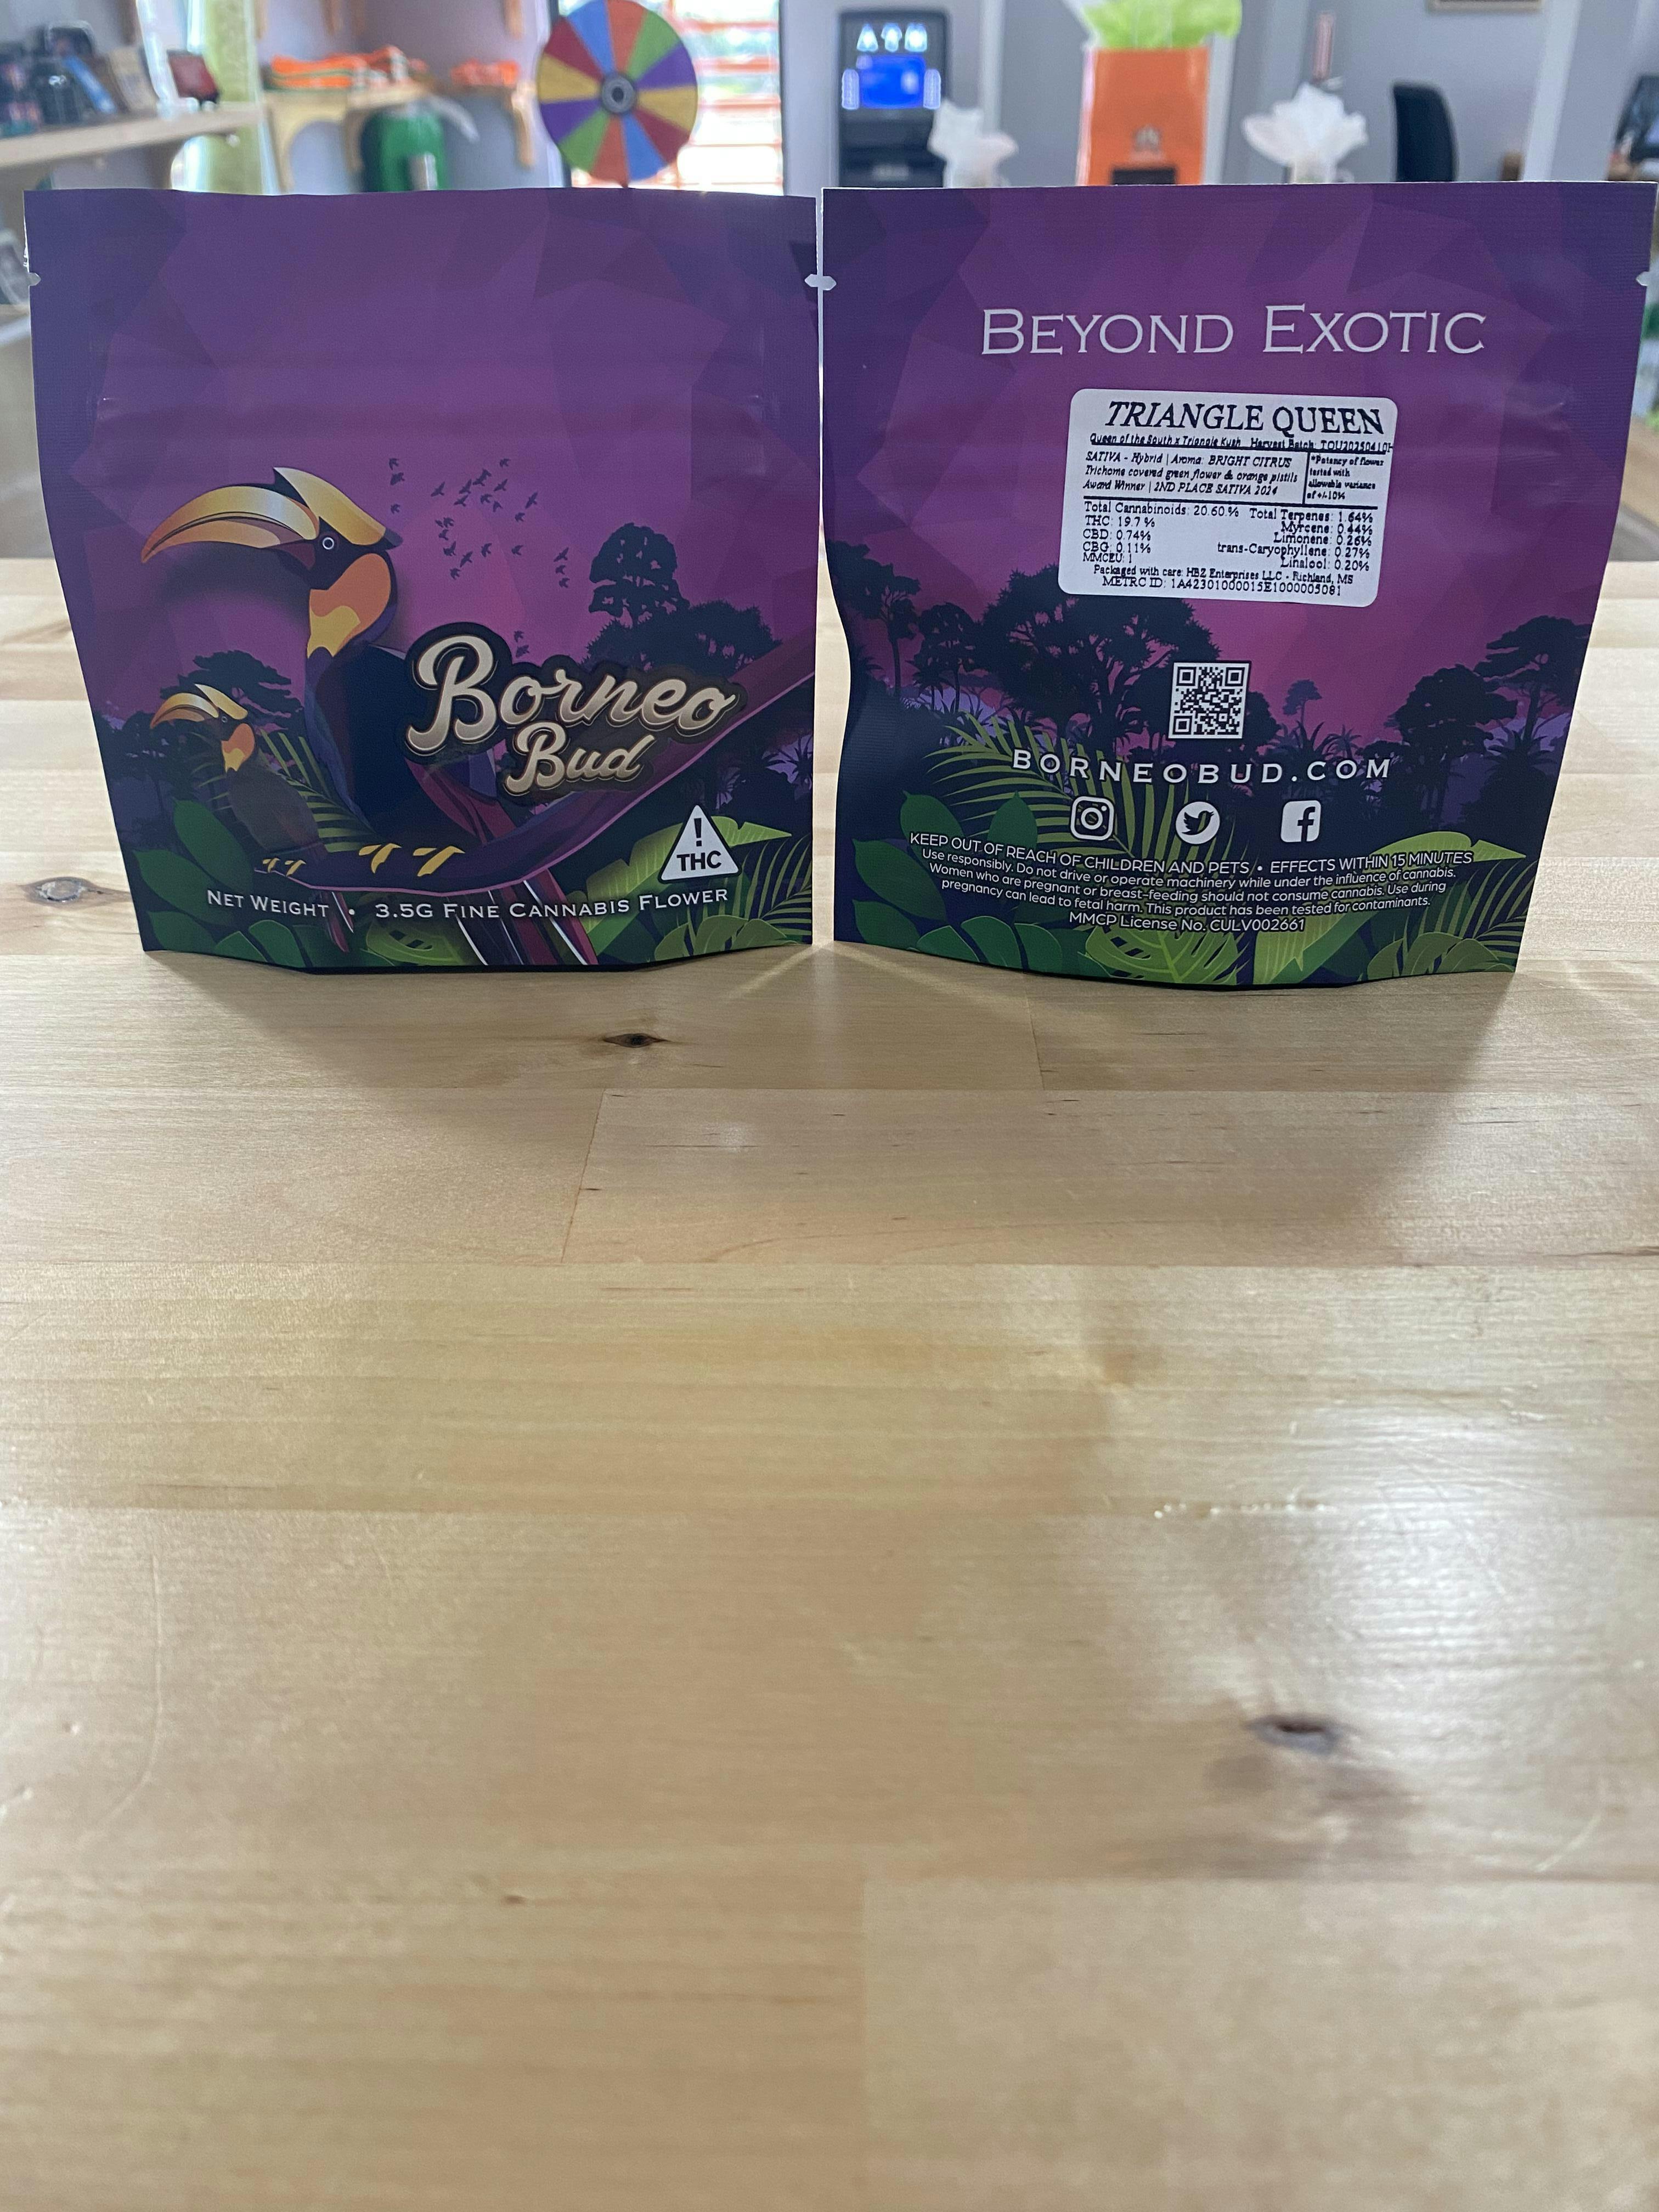 ATM
Borneo
Bud
!
THC
NET WEIGHT • 3.5G FINE CANNABIS FLOWER
BEYOND EXOTIC
TRIANGLE QUEEN
Queen of the South x Triangle Kush Harvest Batch:
SATIVA - Hybrid | Aroma: BRIGHT CITRUS
Trichome covered green flower & orange pistils
Award Winner | 2ND PLACE SATIVA 2024
*Potency of flower
tested with
allowable variance
of +/-10%
Total Cannabinoids: 20.60.% Total Terpenes: 1.64%
THC: 19.7 % Myrcene: 0.44%
CBD: 0.74% Limonene: 0.26%
CBG: 0.11% trans-Caryophyllene: 0.27%
MMCEU: 1 Linalool: 0.20%
Packaged with care: HBZ Enterprises LLC - Richland, MS
METRC ID: 1A42301000015E1000005081
BORNEOBUD.COM
KEEP OUT OF REACH OF CHILDREN AND PETS • EFFECTS WITHIN 15 MINUTES
Use responsibly. Do not drive or operate machinery while under the influence of cannabis.
Women who are pregnant or breast-feeding should not consume cannabis. Use during
pregnancy can lead to fetal harm. This product has been tested for contaminants.
MMCP License No. CULV002661